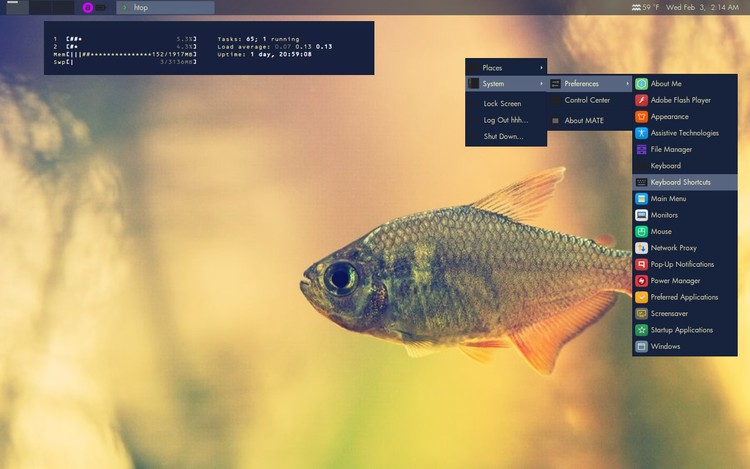 htop
59 °F Wed Feb 3, 2:14 AM
1 [##* 5.3%]
2 [#* 4.3%]
Mem[|||##****************152/1917MB]
Swp[| 3/3136MB]
Tasks: 65; 1 running
Load average: 0.07 0.13 0.13
Uptime: 1 day, 20:59:08
Places
System
Lock Screen
Log Out hhh...
Shut Down...
Preferences
Control Center
About MATE
About Me
Adobe Flash Player
Appearance
Assistive Technologies
File Manager
Keyboard
Keyboard Shortcuts
Main Menu
Monitors
Mouse
Network Proxy
Pop-Up Notifications
Power Manager
Preferred Applications
Screensaver
Startup Applications
Windows